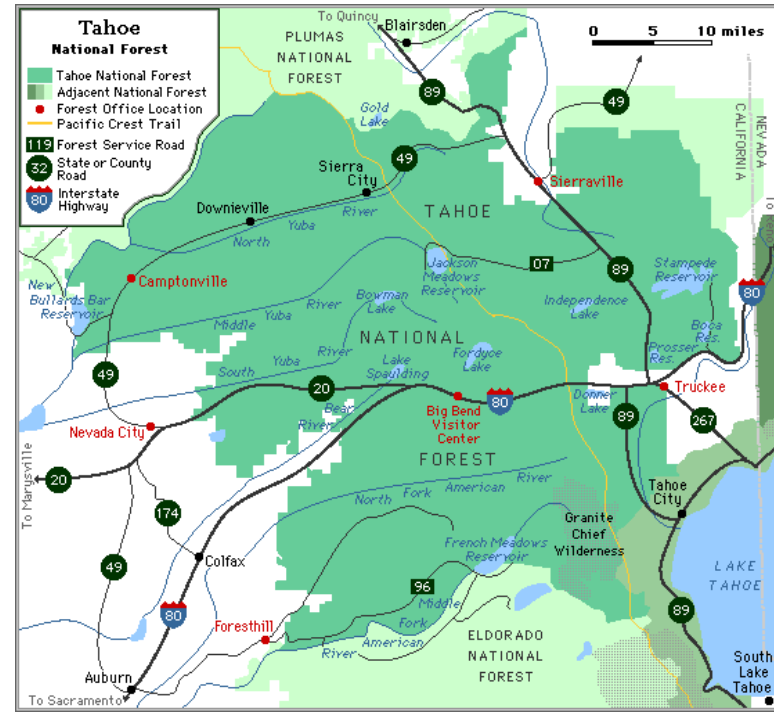 Tahoe
National Forest
Tahoe National Forest
Adjacent National Forest
Forest Office Location
Pacific Crest Trail
119 Forest Service Road
32 State or County
Road
80 Interstate
Highway
To Quincy
Blairsden
PLUMAS
NATIONAL
FOREST
0 5 10 miles
89
49
Gold
Lake
NEVADA
CALIFORNIA
Sierra
City
49
Sierraville
Downieville
TAHOE
North Yuba River
07
Camptonville
Jackson
Meadows
Reservoir
89
Stampede
Reservoir
80
New
Bullards Bar
Reservoir
Bowman
Lake
Independence
Lake
Middle Yuba River
NATIONAL
Boca
Res.
Prosser
Res.
South Yuba River
Lake
Spaulding
Fordyce
Lake
49
20
80
Donner
Lake
Truckee
Bear
River
Big Bend
Visitor
Center
89
267
Nevada City
FOREST
20
To Marysville
North Fork American River
Tahoe
City
174
Granite
Chief
Wilderness
French Meadows
Reservoir
49
Colfax
LAKE
TAHOE
96
Middle
Fork
American
River
80
Foresthill
89
ELDORADO
NATIONAL
FOREST
Auburn
South
Lake
Tahoe
To Sacramento